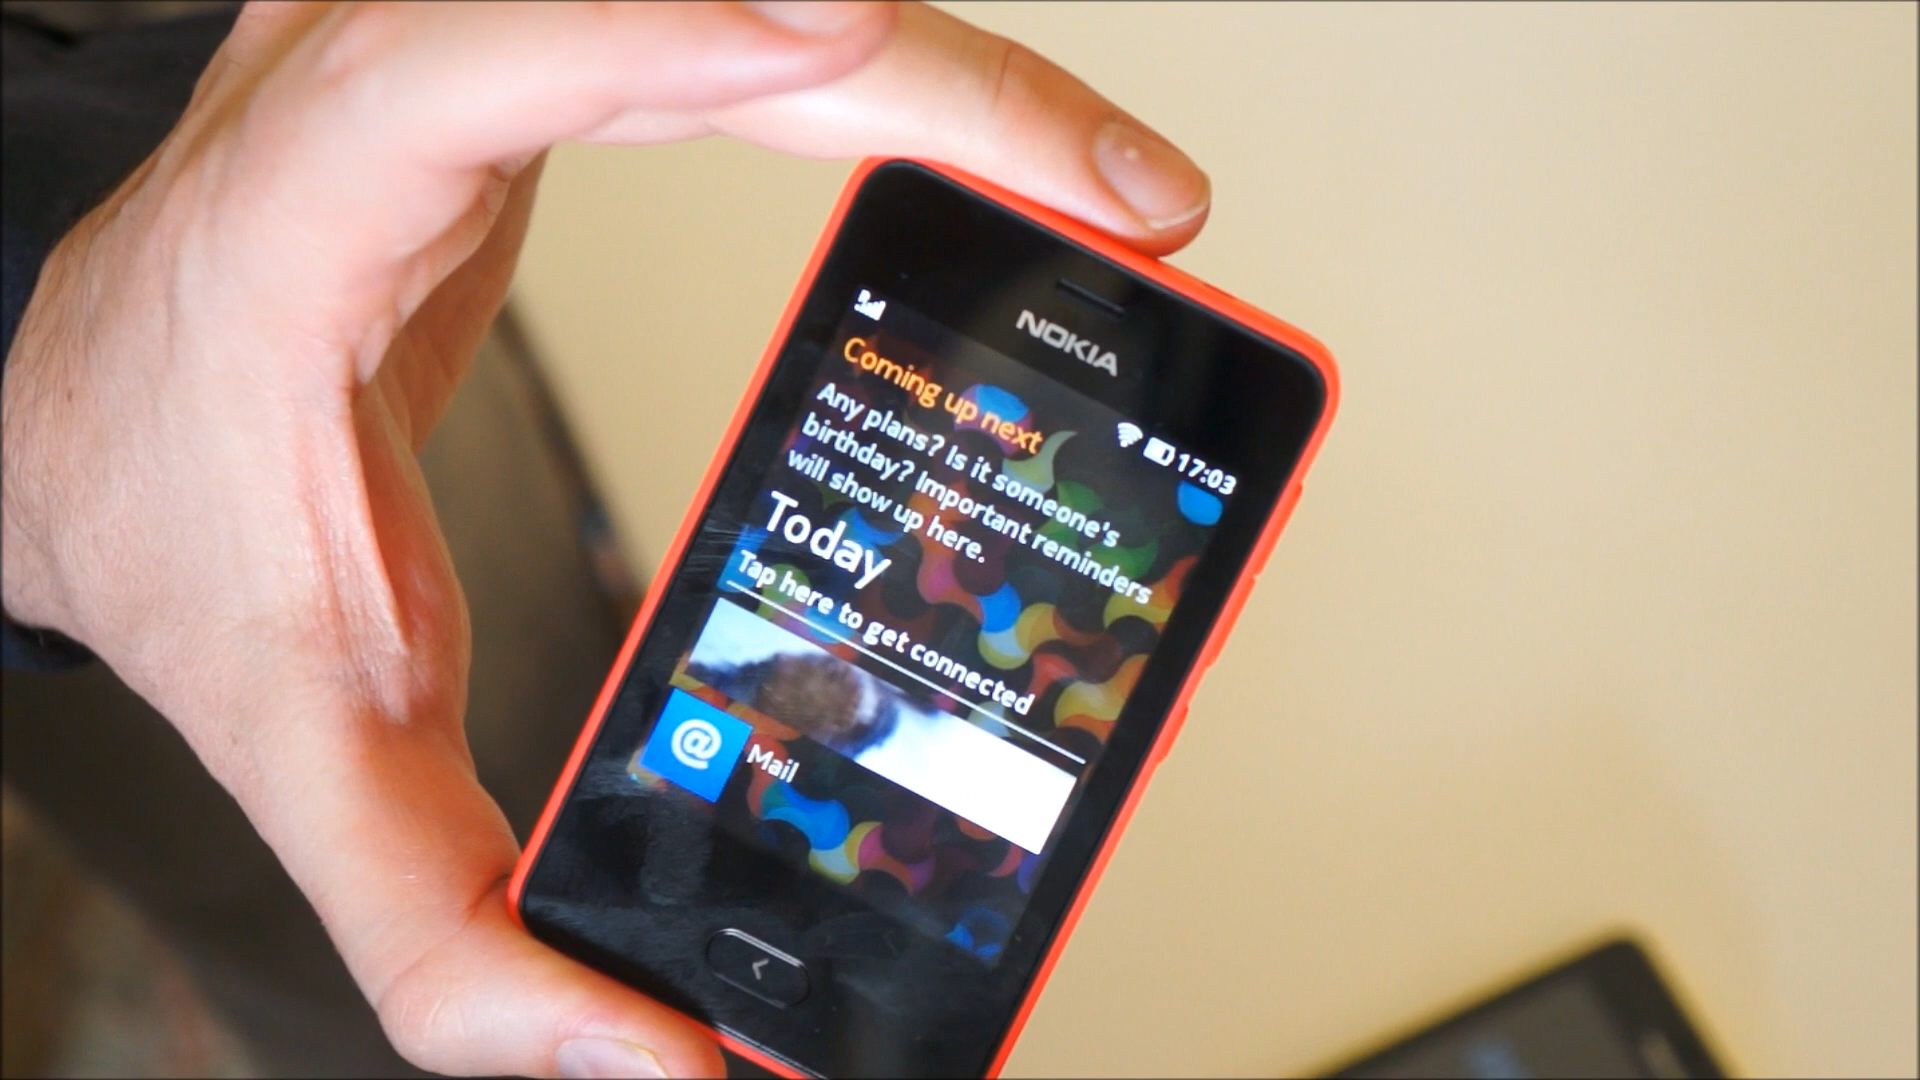 NOKIA
17:03
Coming up next
Any plans? Is it someone's
birthday? Important reminders
will show up here.
Today
Tap here to get connected
@
Mail